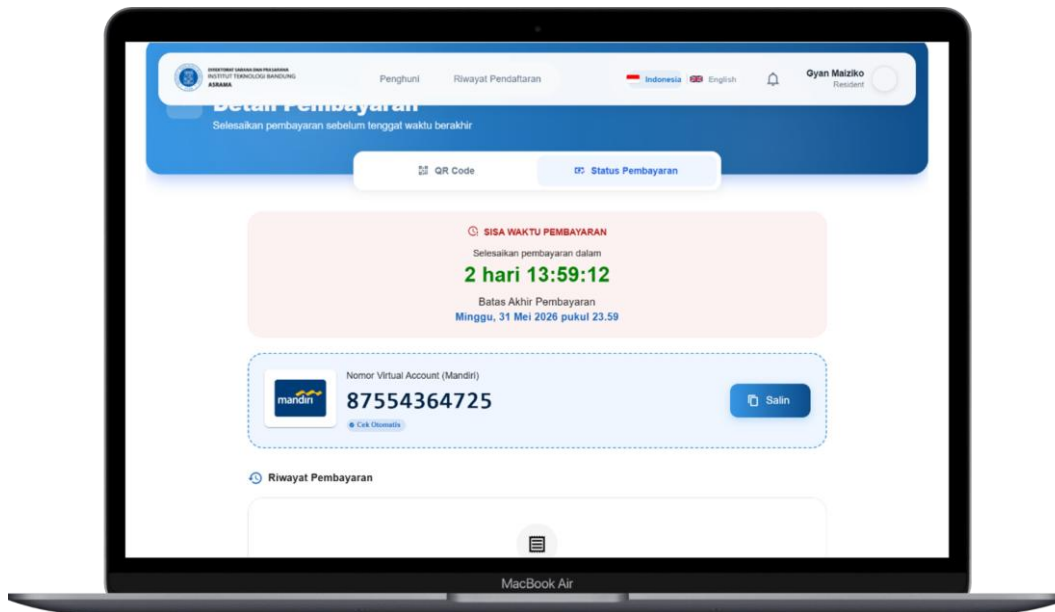 DIREKTORAT SARANA DAN PRASARANA
INSTITUT TEKNOLOGI BANDUNG
ASRAMA
Penghuni
Riwayat Pendaftaran
Indonesia
English
Gyan Maiziko
Resident
Detail Pembayaran
Selesaikan pembayaran sebelum tenggat waktu berakhir
QR Code
Status Pembayaran
SISA WAKTU PEMBAYARAN
Selesaikan pembayaran dalam
2 hari 13:59:12
Batas Akhir Pembayaran
Minggu, 31 Mei 2026 pukul 23.59
mandiri
Nomor Virtual Account (Mandiri)
87554364725
Cek Otomatis
Salin
Riwayat Pembayaran
MacBook Air